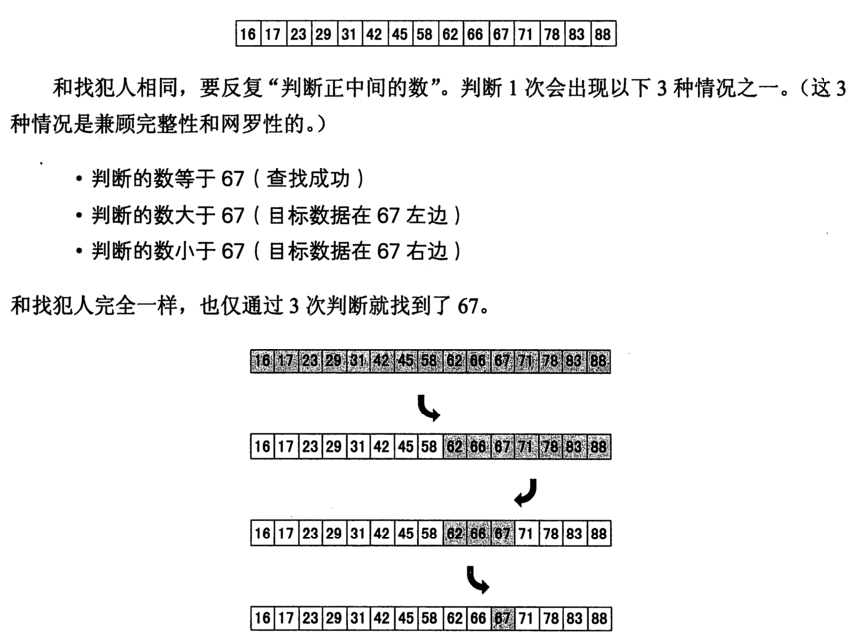 16 17 23 29 31 42 45 58 62 66 67 71 78 83 88
和找犯人相同，要反复“判断正中间的数”。判断 1 次会出现以下 3 种情况之一。（这 3
种情况是兼顾完整性和网罗性的。）
• 判断的数等于 67（查找成功）
• 判断的数大于 67（目标数据在 67 左边）
• 判断的数小于 67（目标数据在 67 右边）
和找犯人完全一样，也仅通过 3 次判断就找到了 67。
16 17 23 29 31 42 45 58 62 66 67 71 78 83 88
16 17 23 29 31 42 45 58 62 66 67 71 78 83 88
16 17 23 29 31 42 45 58 62 66 67 71 78 83 88
16 17 23 29 31 42 45 58 62 66 67 71 78 83 88